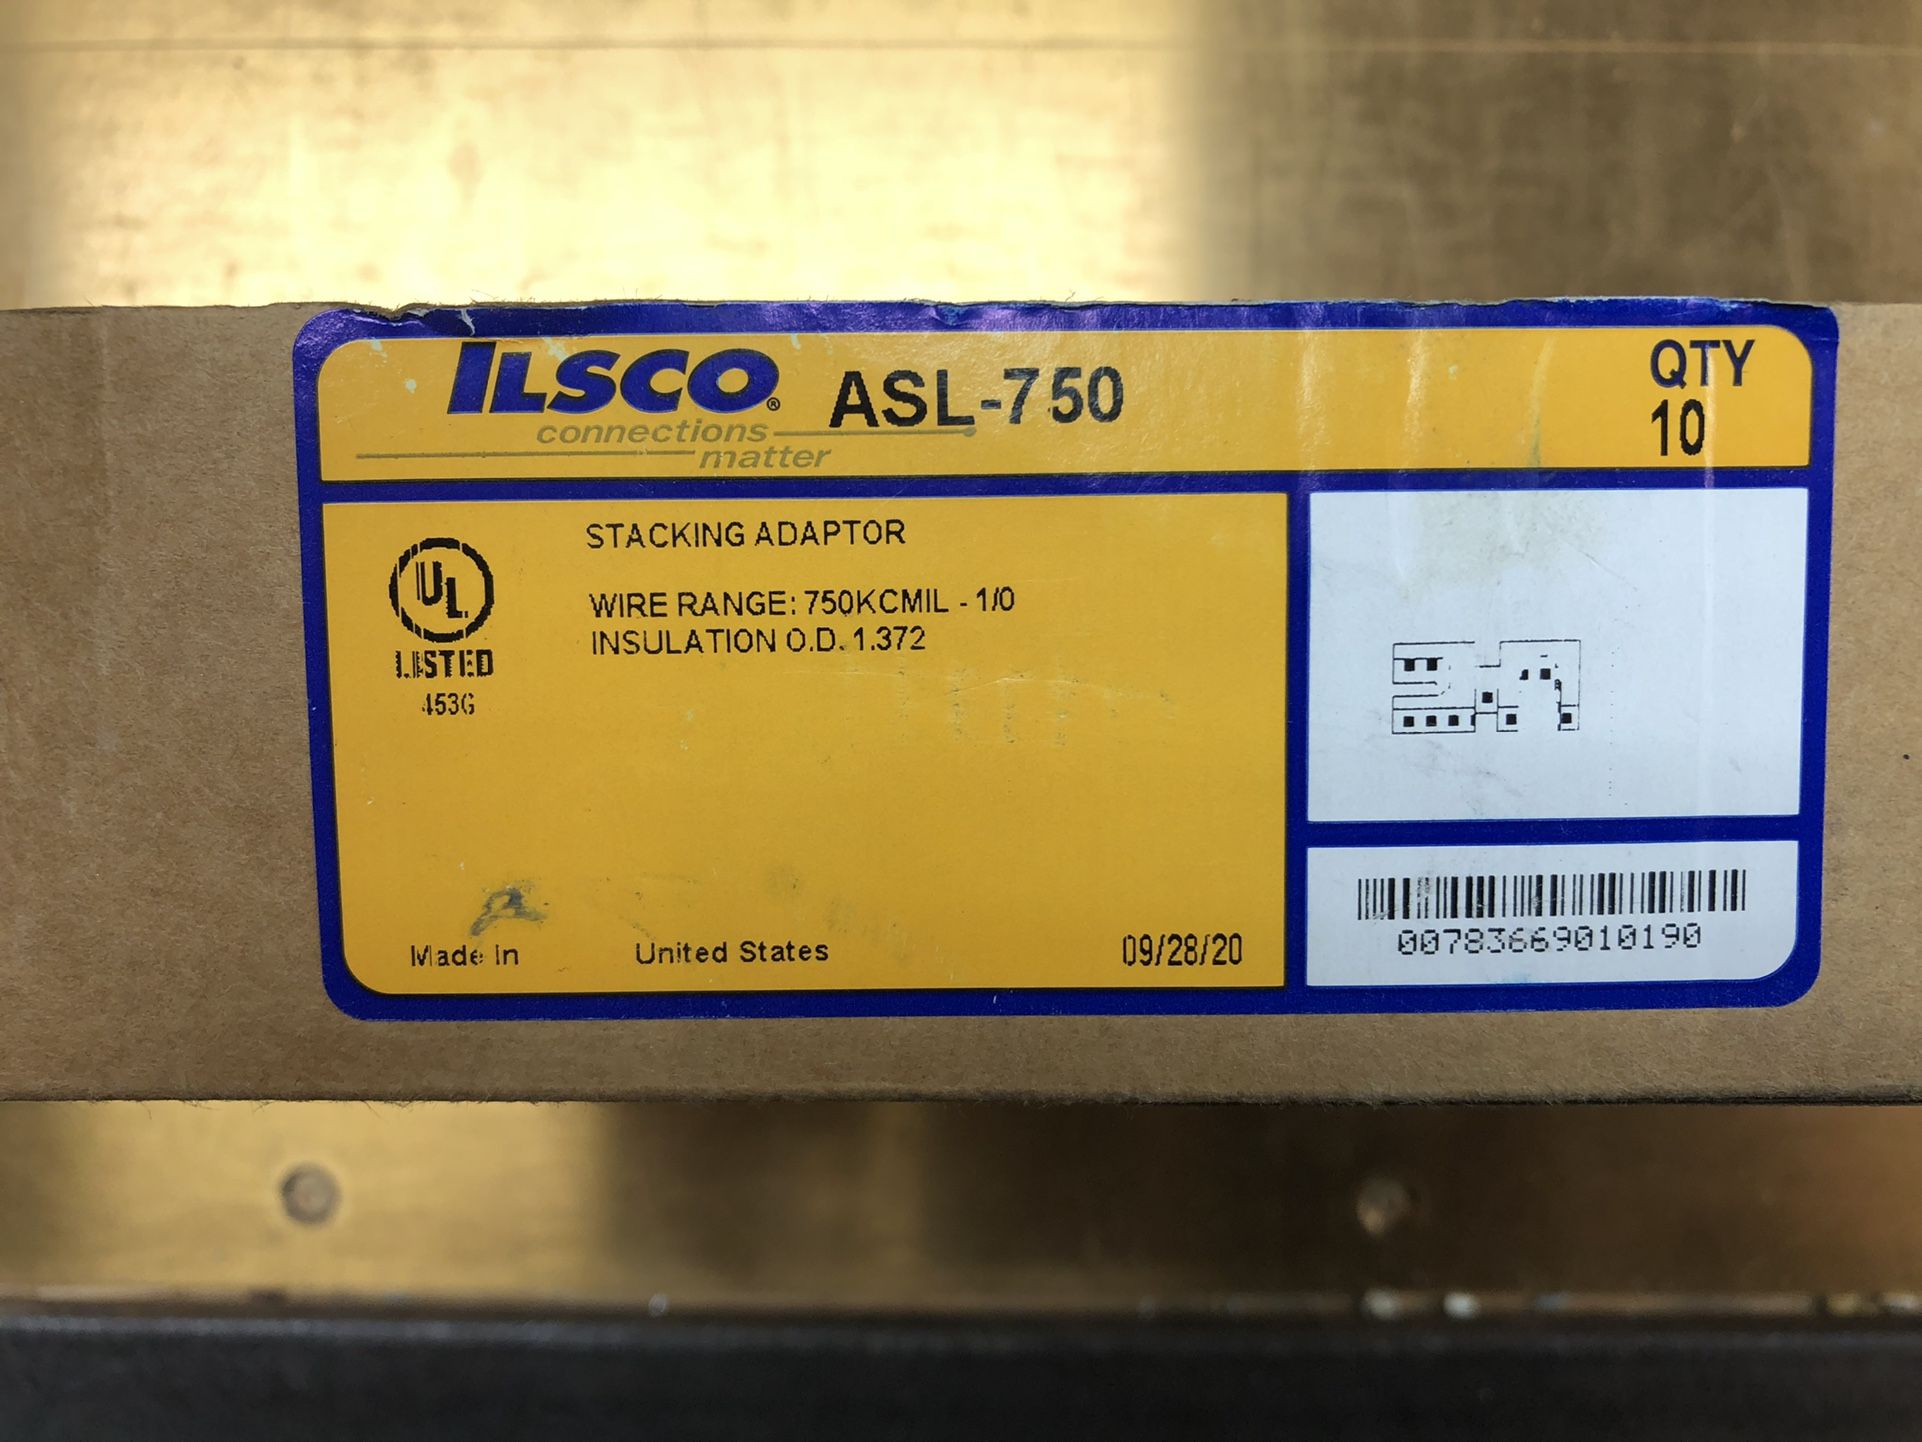 ILSCO®
connections
matter
ASL-750
QTY
10
UL
LISTED
453G
STACKING ADAPTOR
WIRE RANGE: 750KCMIL - 1/0
INSULATION O.D. 1.372
Made In United States 09/28/20
00783669010190